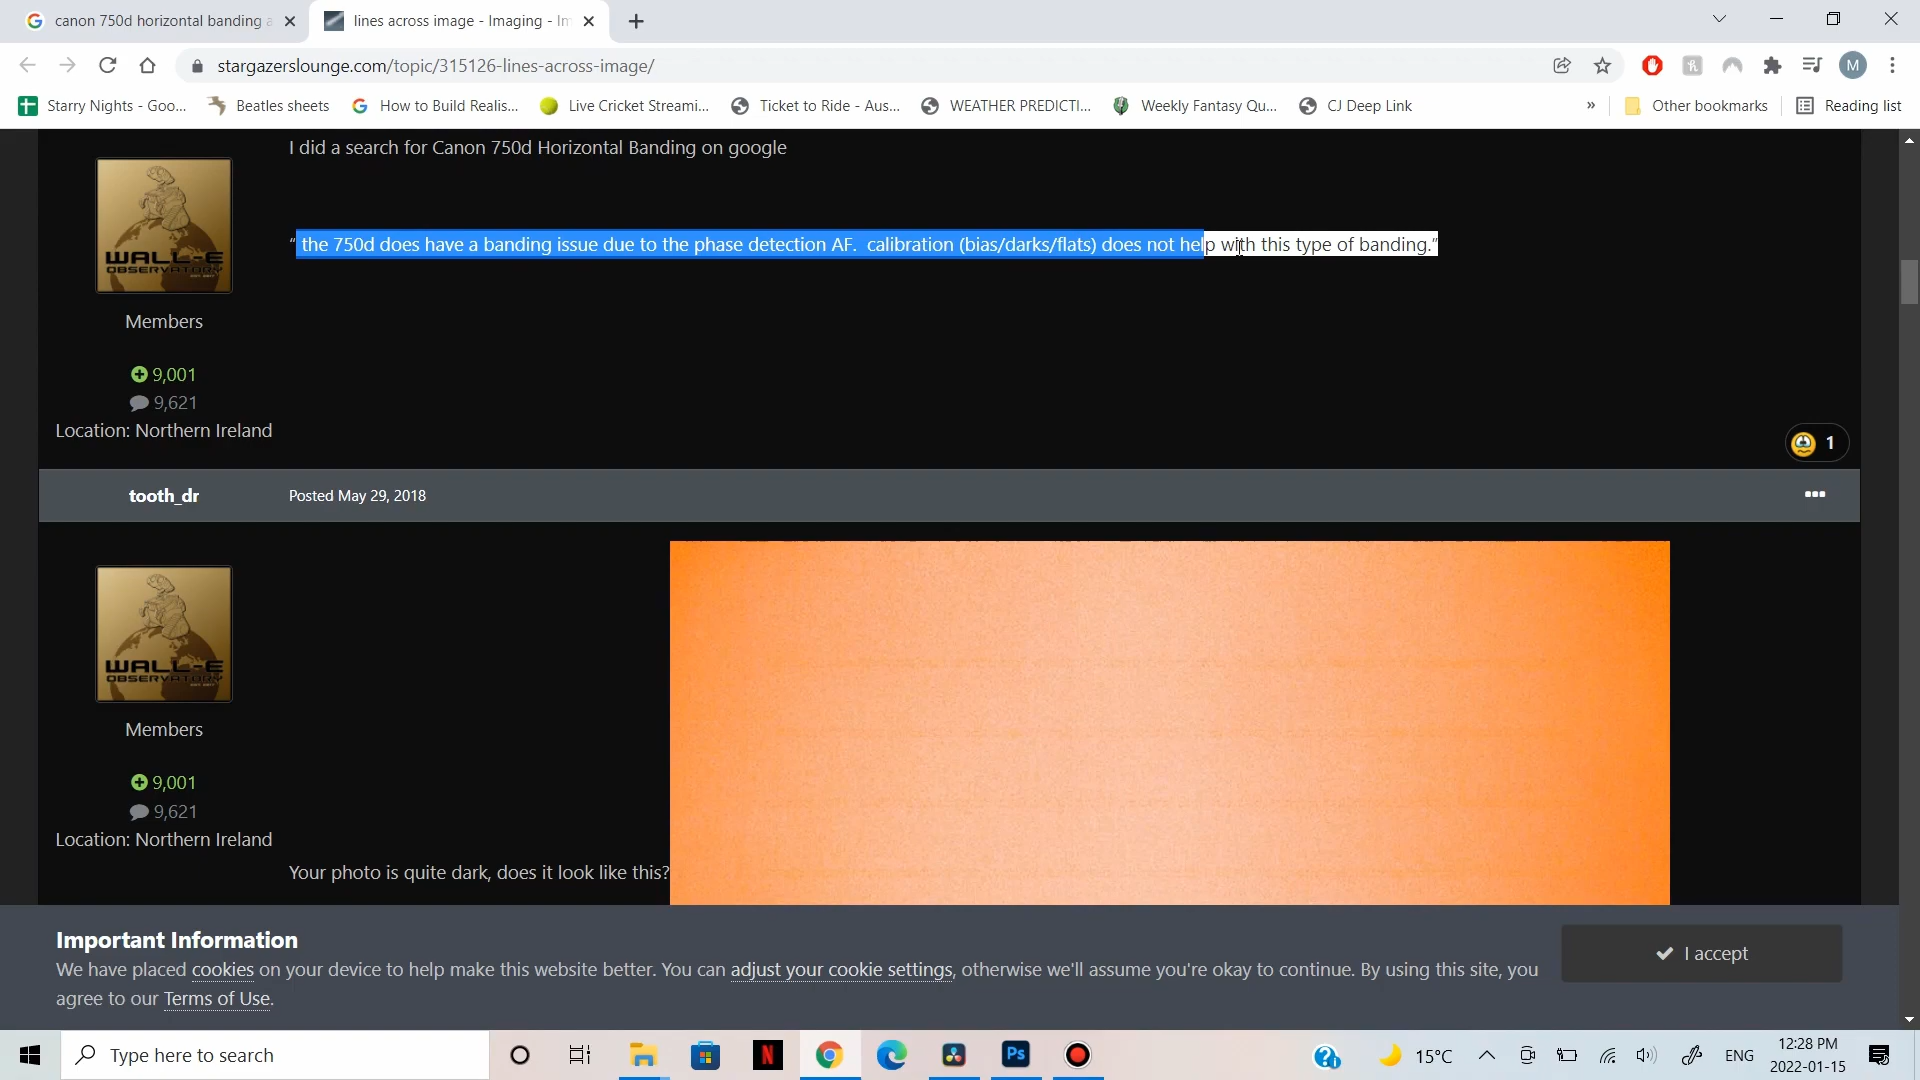 canon 750d horizontal banding a
lines across image - Imaging - Im
stargazerslounge.com/topic/315126-lines-across-image/
M
Starry Nights - Goo...
Beatles sheets
How to Build Realis...
Live Cricket Streami...
Ticket to Ride - Aus...
WEATHER PREDICTI...
Weekly Fantasy Qu...
CJ Deep Link
»
Other bookmarks
Reading list
I did a search for Canon 750d Horizontal Banding on google
WALL-E
OBSERVATORY
“ the 750d does have a banding issue due to the phase detection AF.  calibration (bias/darks/flats) does not help with this type of banding.”
Members
9,001
9,621
Location: Northern Ireland
1
tooth_dr
Posted May 29, 2018
WALL-E
OBSERVATORY
Members
9,001
9,621
Location: Northern Ireland
Your photo is quite dark, does it look like this?
Important Information
We have placed cookies on your device to help make this website better. You can adjust your cookie settings, otherwise we'll assume you're okay to continue. By using this site, you
agree to our Terms of Use.
I accept
Type here to search
N
Ps
15°C
ENG
12:28 PM
2022-01-15